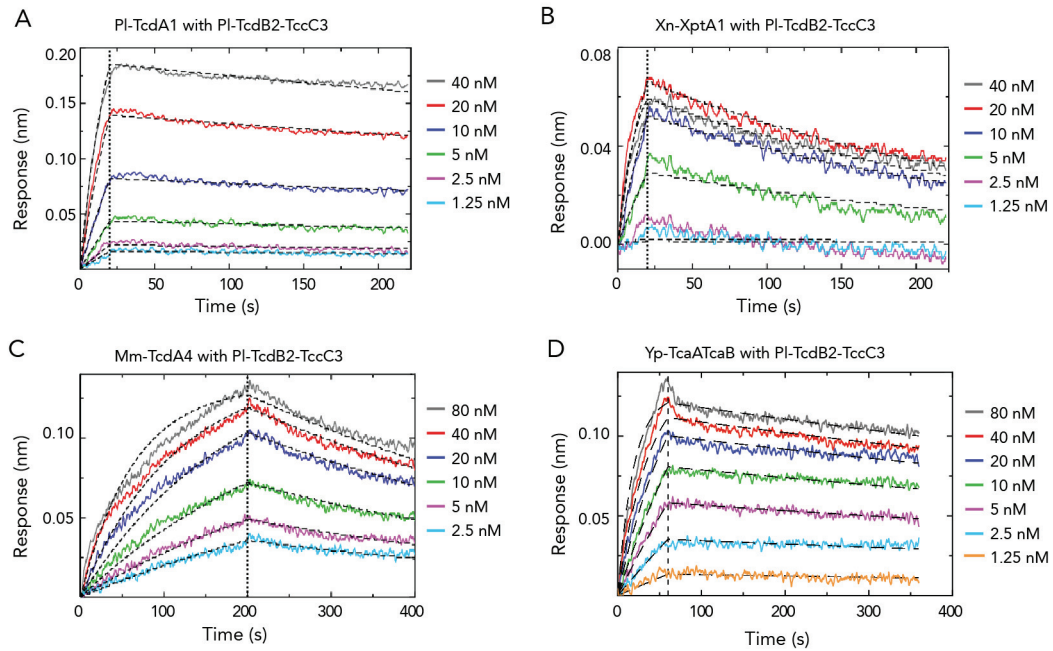 A
Pl-TcdA1 with Pl-TcdB2-TccC3
0.20
0.15
0.10
0.05
Response (nm)
0
50
100
150
200
Time (s)
40 nM
20 nM
10 nM
5 nM
2.5 nM
1.25 nM
B
Xn-XptA1 with Pl-TcdB2-TccC3
0.08
0.04
0.00
Response (nm)
0
50
100
150
200
Time (s)
40 nM
20 nM
10 nM
5 nM
2.5 nM
1.25 nM
C
Mm-TcdA4 with Pl-TcdB2-TccC3
0.10
0.05
Response (nm)
0
100
200
300
400
Time (s)
80 nM
40 nM
20 nM
10 nM
5 nM
2.5 nM
D
Yp-TcaATcaB with Pl-TcdB2-TccC3
0.10
0.05
Response (nm)
0
100
200
300
400
Time (s)
80 nM
40 nM
20 nM
10 nM
5 nM
2.5 nM
1.25 nM